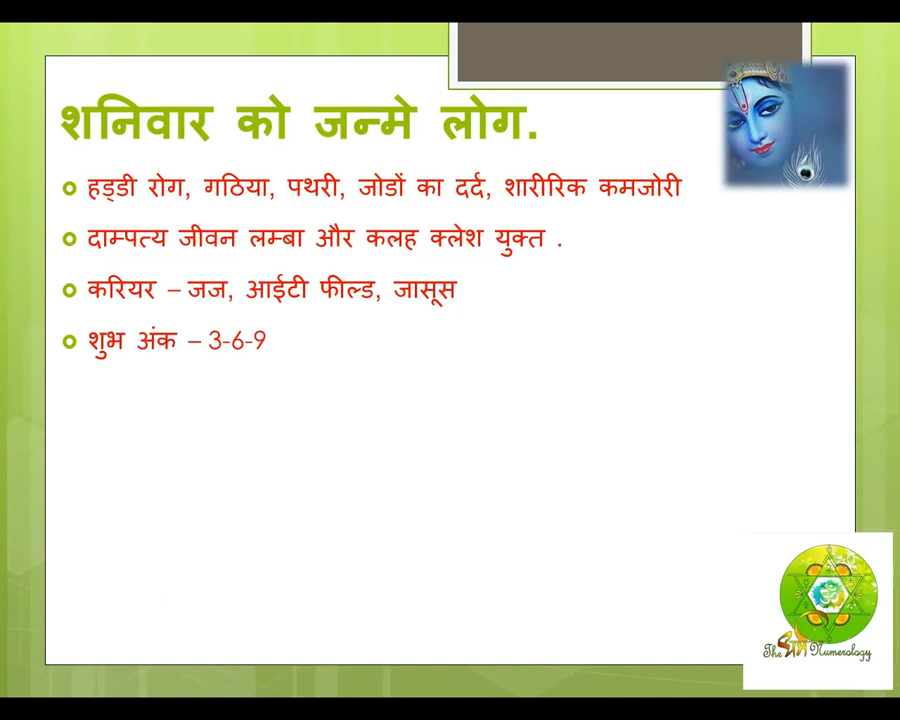 शनिवार को जन्मे लोग.
हड्डी रोग, गठिया, पथरी, जोडों का दर्द, शारीरिक कमजोरी
दाम्पत्य जीवन लम्बा और कलह क्लेश युक्त .
करियर – जज, आईटी फील्ड, जासूस
शुभ अंक – 3-6-9
The Numerology